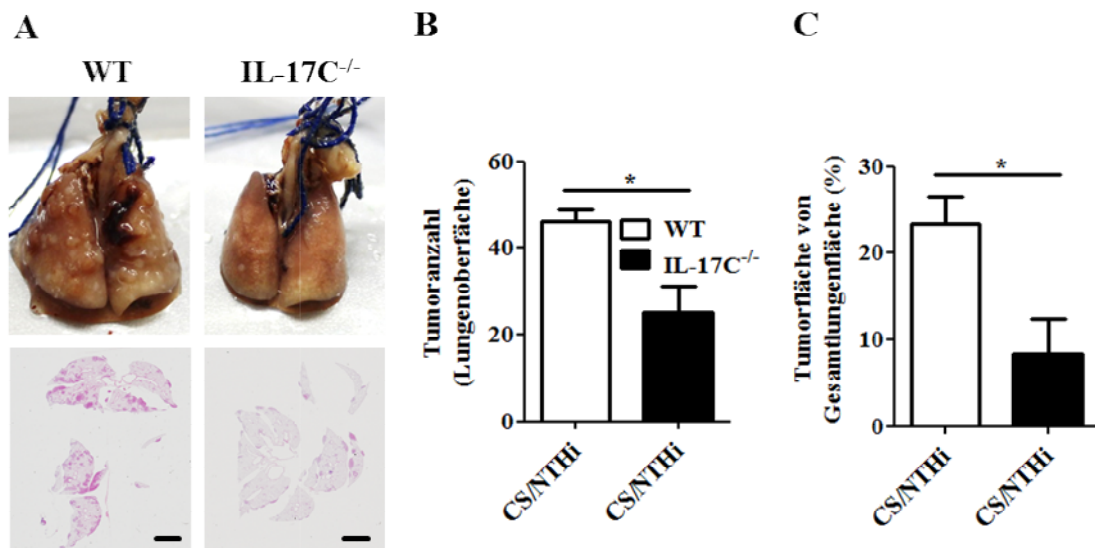 A
WT
IL-17C-/-
B
Tumoranzahl
(Lungenoberfäche)
60
40
20
0
*
WT
IL-17C-/-
CS/NTHi
CS/NTHi
C
Tumorfläche von
Gesamtlungenfläche (%)
30
20
10
0
*
CS/NTHi
CS/NTHi